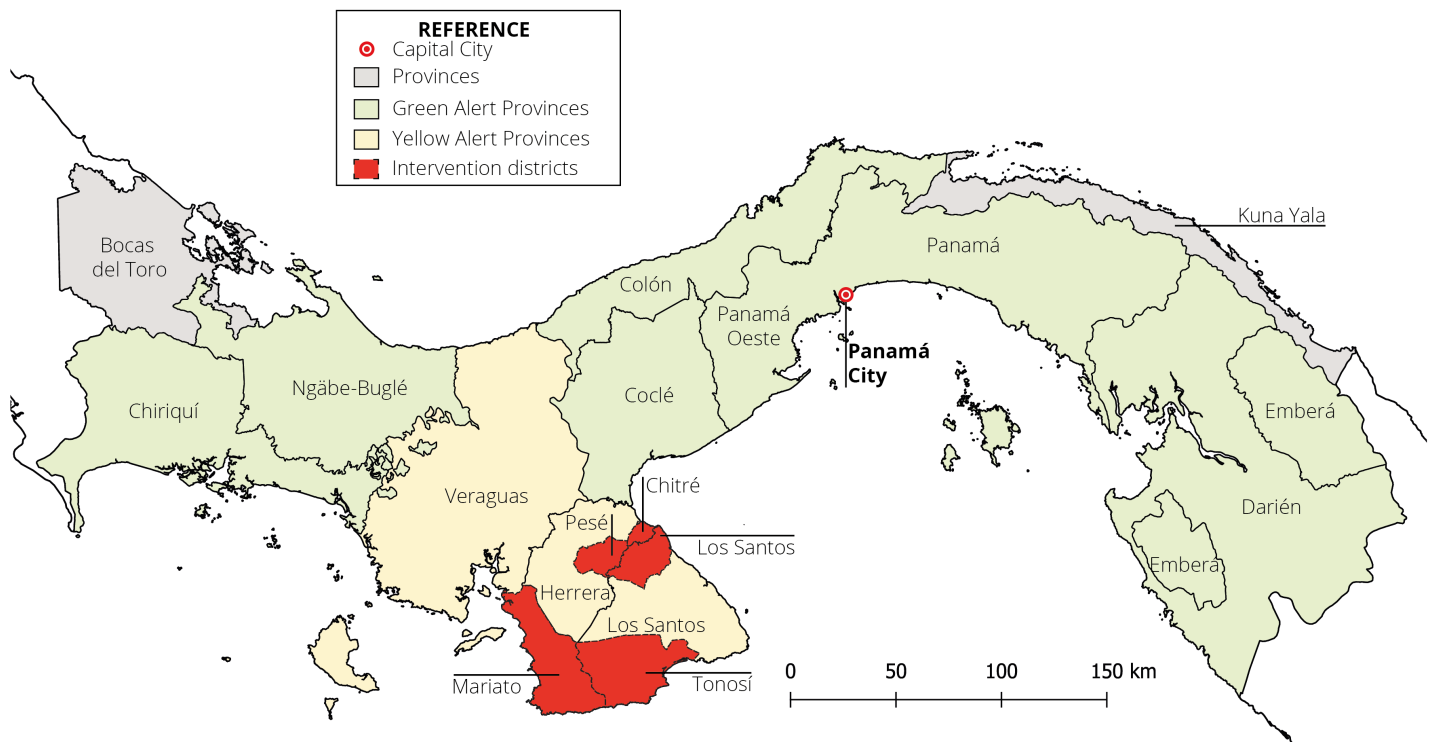 REFERENCE
Capital City
Provinces
Green Alert Provinces
Yellow Alert Provinces
Intervention districts
Kuna Yala
Bocas
del Toro
Panamá
Colón
Panamá
Oeste
Panamá
City
Ngäbe-Buglé
Chiriquí
Coclé
Emberá
Veraguas
Chitré
Pesé
Los Santos
Darién
Emberá
Herrera
Los Santos
Mariato
Tonosí
0 50 100 150 km